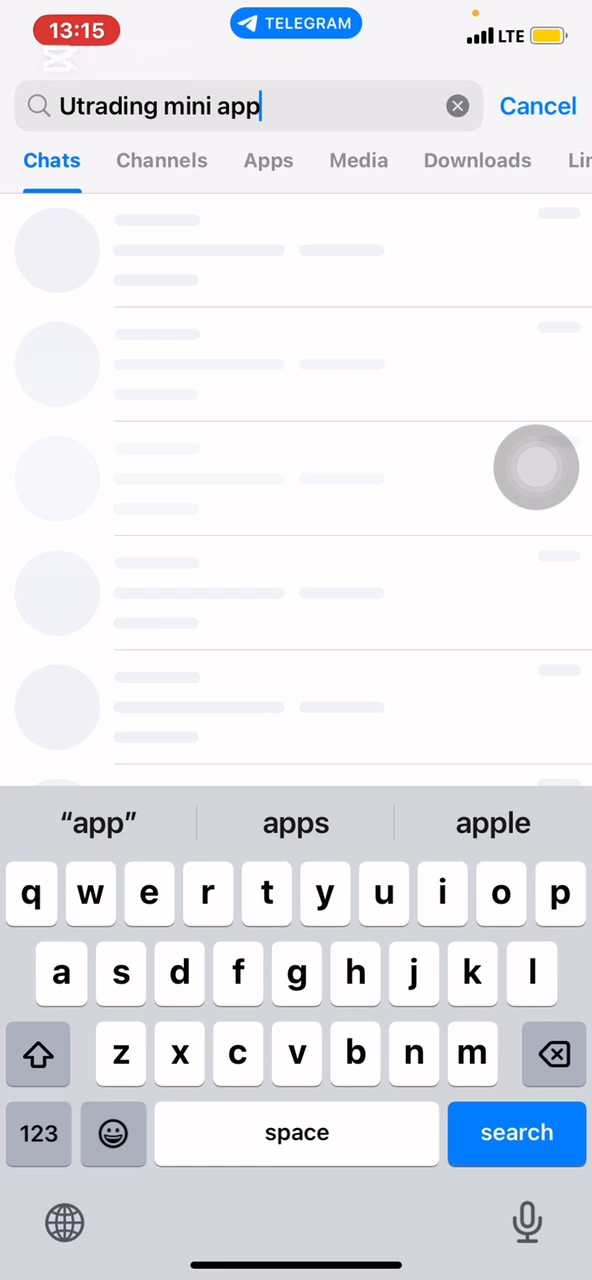 13:15
TELEGRAM
LTE
Utrading mini app
Cancel
Chats Channels Apps Media Downloads Lin
“app” apps apple
q w e r t y u i o p
a s d f g h j k l
z x c v b n m
123 space search